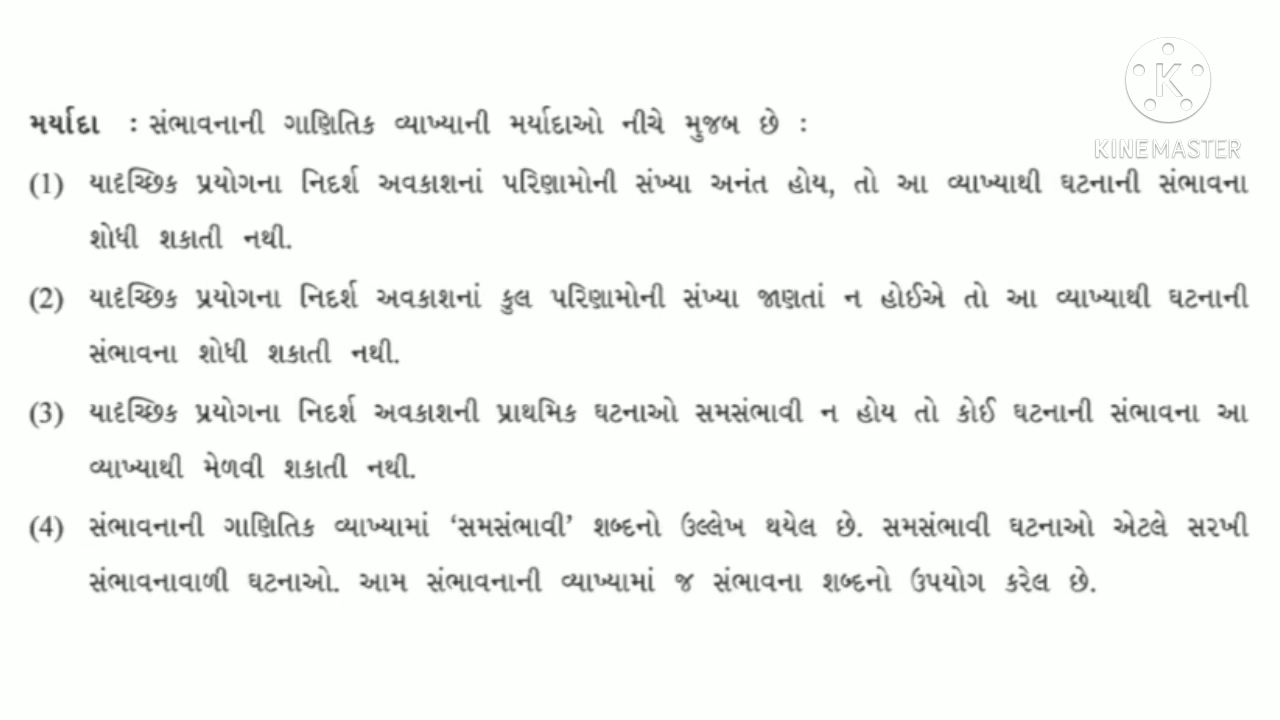 મર્યાદા : સંભાવનાની ગાણિતિક વ્યાખ્યાની મર્યાદાઓ નીચે મુજબ છે :
KINEMASTER
(1) યાદચ્છિક પ્રયોગના નિદર્શ અવકાશનાં પરિણામોની સંખ્યા અનંત હોય, તો આ વ્યાખ્યાથી ઘટનાની સંભાવના
શોધી શકાતી નથી.
(2) યાદચ્છિક પ્રયોગના નિદર્શ અવકાશનાં કુલ પરિણામોની સંખ્યા જાણતાં ન હોઈએ તો આ વ્યાખ્યાથી ઘટનાની
સંભાવના શોધી શકાતી નથી.
(3) યાદચ્છિક પ્રયોગના નિદર્શ અવકાશની પ્રાથમિક ઘટનાઓ સમસંભાવી ન હોય તો કોઈ ઘટનાની સંભાવના આ
વ્યાખ્યાથી મેળવી શકાતી નથી.
(4) સંભાવનાની ગાણિતિક વ્યાખ્યામાં ‘સમસંભાવી’ શબ્દનો ઉલ્લેખ થયેલ છે. સમસંભાવી ઘટનાઓ એટલે સરખી
સંભાવનાવાળી ઘટનાઓ. આમ સંભાવનાની વ્યાખ્યામાં જ સંભાવના શબ્દનો ઉપયોગ કરેલ છે.